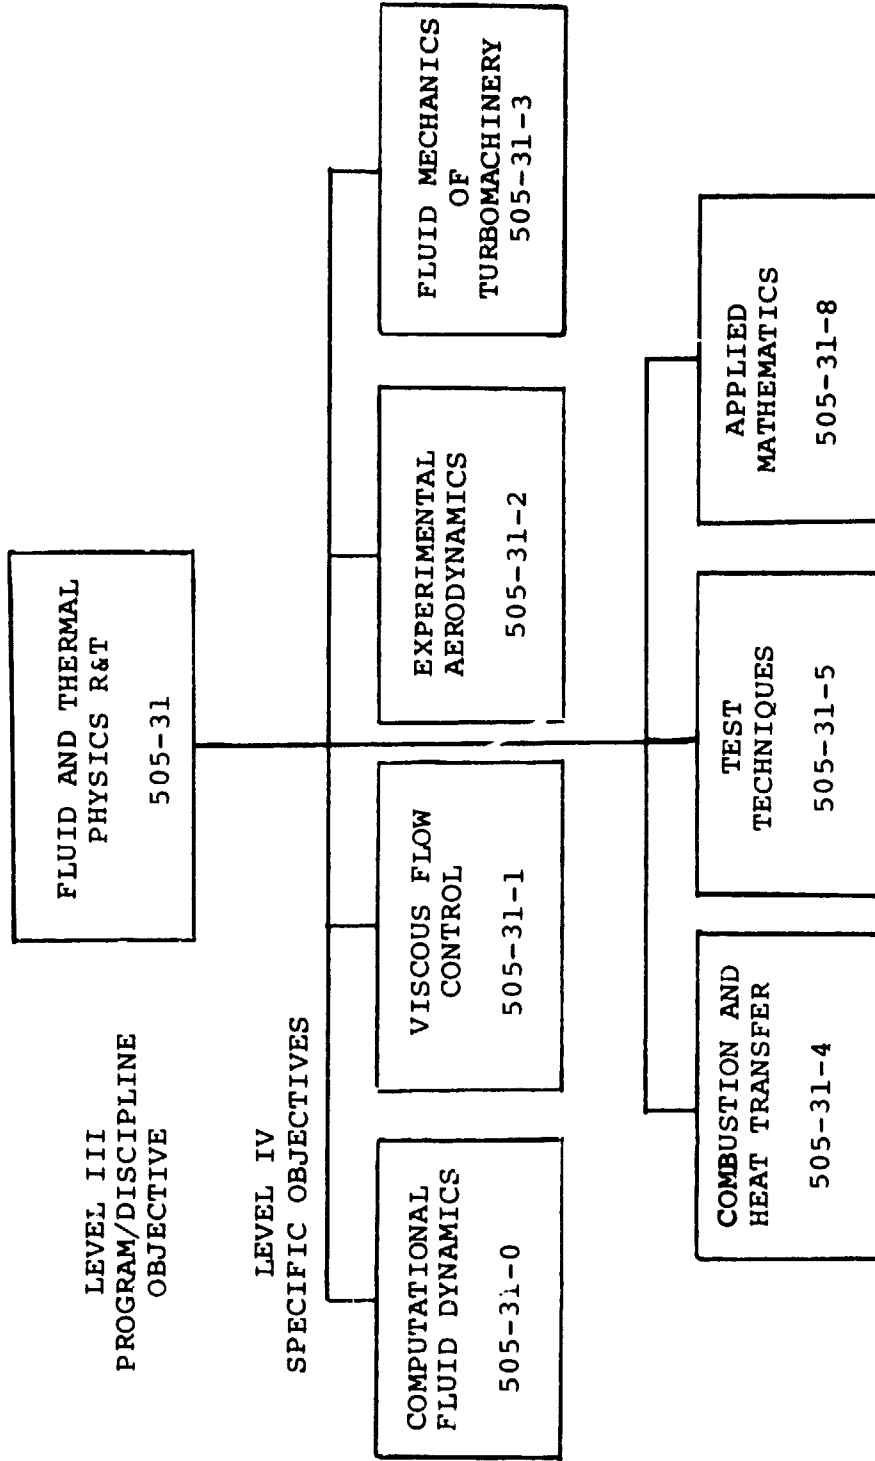 LEVEL III
PROGRAM/DISCIPLINE
OBJECTIVE
FLUID AND THERMAL
PHYSICS R&T
505-31
LEVEL IV
SPECIFIC OBJECTIVES
COMPUTATIONAL
FLUID DYNAMICS
505-31-0
VISCOUS FLOW
CONTROL
505-31-1
EXPERIMENTAL
AERODYNAMICS
505-31-2
FLUID MECHANICS
OF
TURBOMACHINERY
505-31-3
COMBUSTION AND
HEAT TRANSFER
505-31-4
TEST
TECHNIQUES
505-31-5
APPLIED
MATHEMATICS
505-31-8